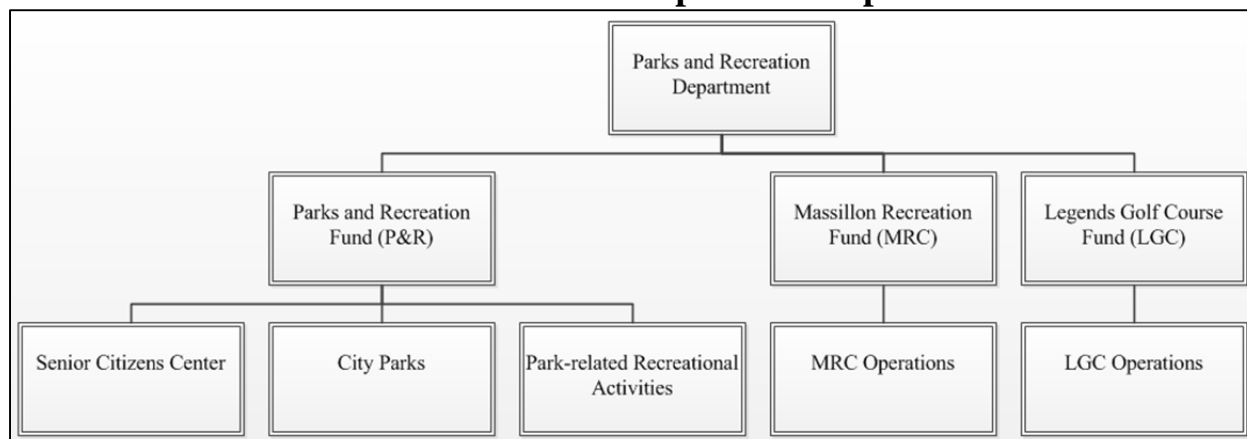 Parks and Recreation
Department
Parks and Recreation
Fund (P&R)
Massillon Recreation
Fund (MRC)
Legends Golf Course
Fund (LGC)
Senior Citizens Center
City Parks
Park-related Recreational
Activities
MRC Operations
LGC Operations